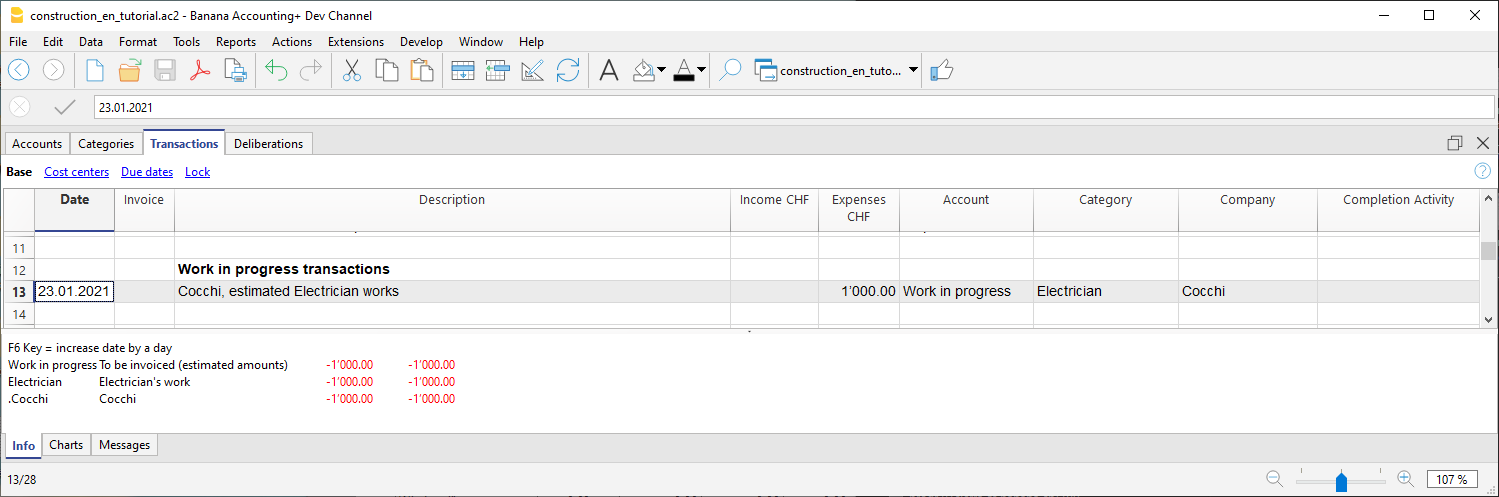 construction_en_tutorial.ac2 - Banana Accounting+ Dev Channel
File Edit Data Format Tools Reports Actions Extensions Develop Window Help
construction_en_tuto...
23.01.2021
Accounts Categories Transactions Deliberations
Base Cost centers Due dates Lock
Date Invoice Description Income CHF Expenses CHF Account Category Company Completion Activity
11
12 Work in progress transactions
13 23.01.2021 Cocchi, estimated Electrician works 1'000.00 Work in progress Electrician Cocchi
14
F6 Key = increase date by a day
Work in progress To be invoiced (estimated amounts) -1'000.00 -1'000.00
Electrician Electrician's work -1'000.00 -1'000.00
.Cocchi Cocchi -1'000.00 -1'000.00
Info Charts Messages
13/28 107 %